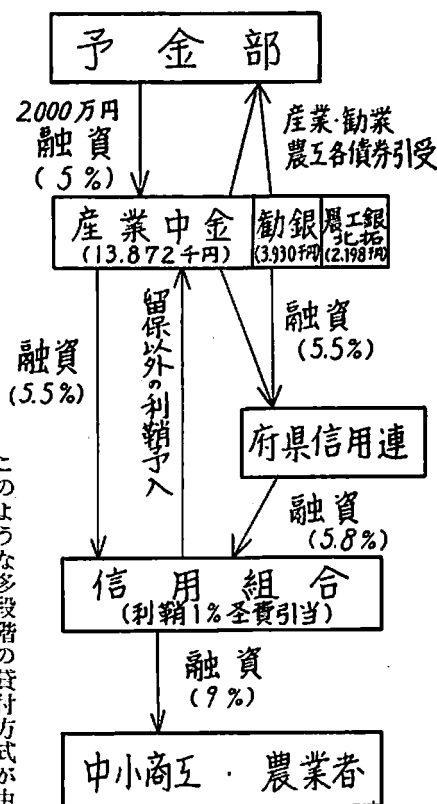 予金部
2000万円
融資
(5%)
産業・勧業
農工各債券引受
産業中金
(13.872千円)
勧銀
(3.930千円)
農工銀
北拓
(2.198千円)
留保以外の利鞘予入
融資
(5.5%)
融資
(5.5%)
府県信用連
融資
(5.8%)
信用組合
(利鞘1%圣費引当)
融資
(9%)
中小商工・農業者
このような多段階の貸付方式が中